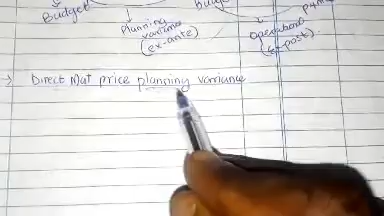 Budget
Planning
variance
(ex-ante)
operational
(ex-post).
→ Direct Mat price planning variance